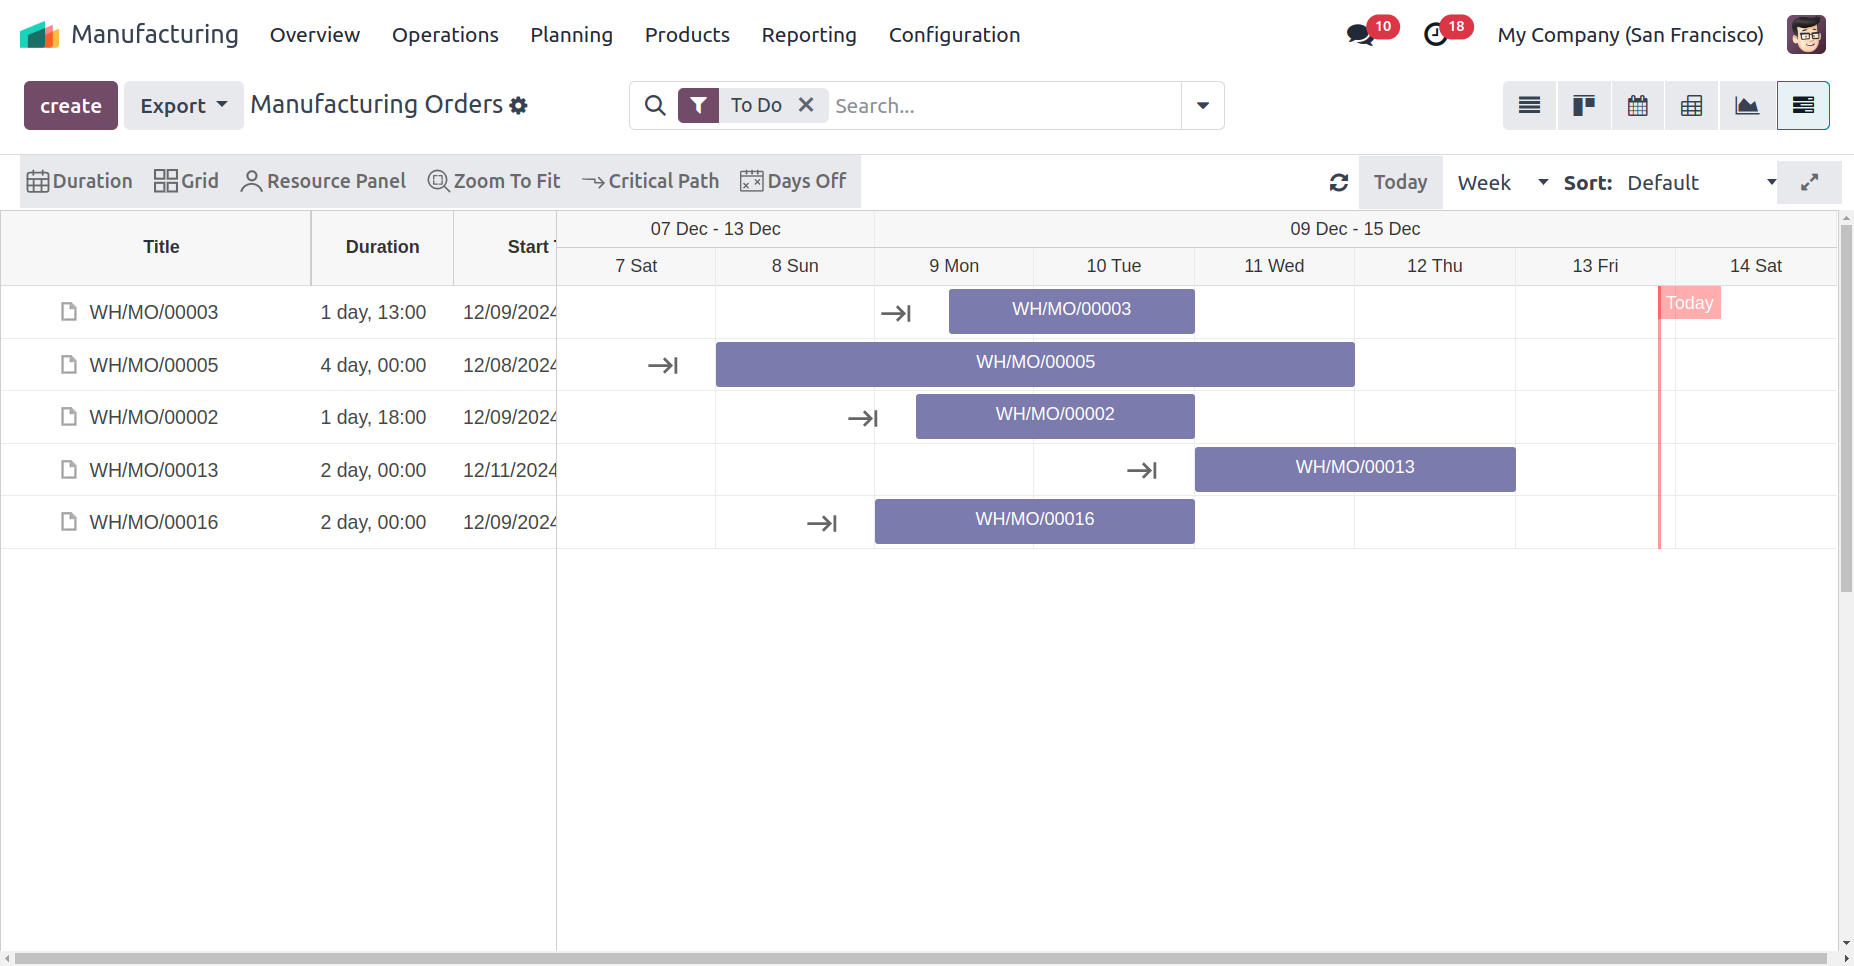 Manufacturing Overview Operations Planning Products Reporting Configuration 10 18 My Company (San Francisco)
create Export Manufacturing Orders To Do Search...
Duration Grid Resource Panel Zoom To Fit Critical Path Days Off Today Week Sort: Default
Title Duration Start 07 Dec - 13 Dec 09 Dec - 15 Dec
7 Sat 8 Sun 9 Mon 10 Tue 11 Wed 12 Thu 13 Fri 14 Sat
WH/MO/00003 1 day, 13:00 12/09/2024 WH/MO/00003 Today
WH/MO/00005 4 day, 00:00 12/08/2024 WH/MO/00005
WH/MO/00002 1 day, 18:00 12/09/2024 WH/MO/00002
WH/MO/00013 2 day, 00:00 12/11/2024 WH/MO/00013
WH/MO/00016 2 day, 00:00 12/09/2024 WH/MO/00016